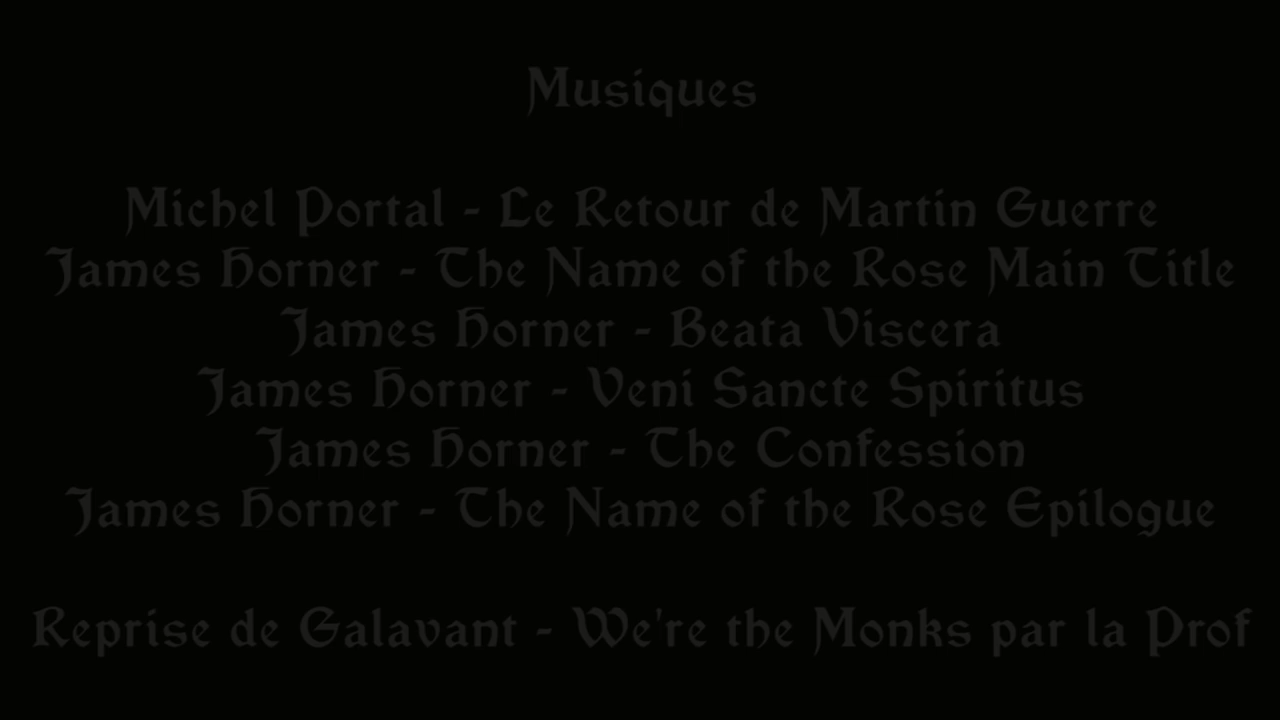 Musiques
Michel Portal - Le Retour de Martin Guerre
James Horner - The Name of the Rose Main Title
James Horner - Beata Viscera
James Horner - Veni Sancte Spiritus
James Horner - The Confession
James Horner - The Name of the Rose Epilogue
Reprise de Galavant - We're the Monks par la Prof